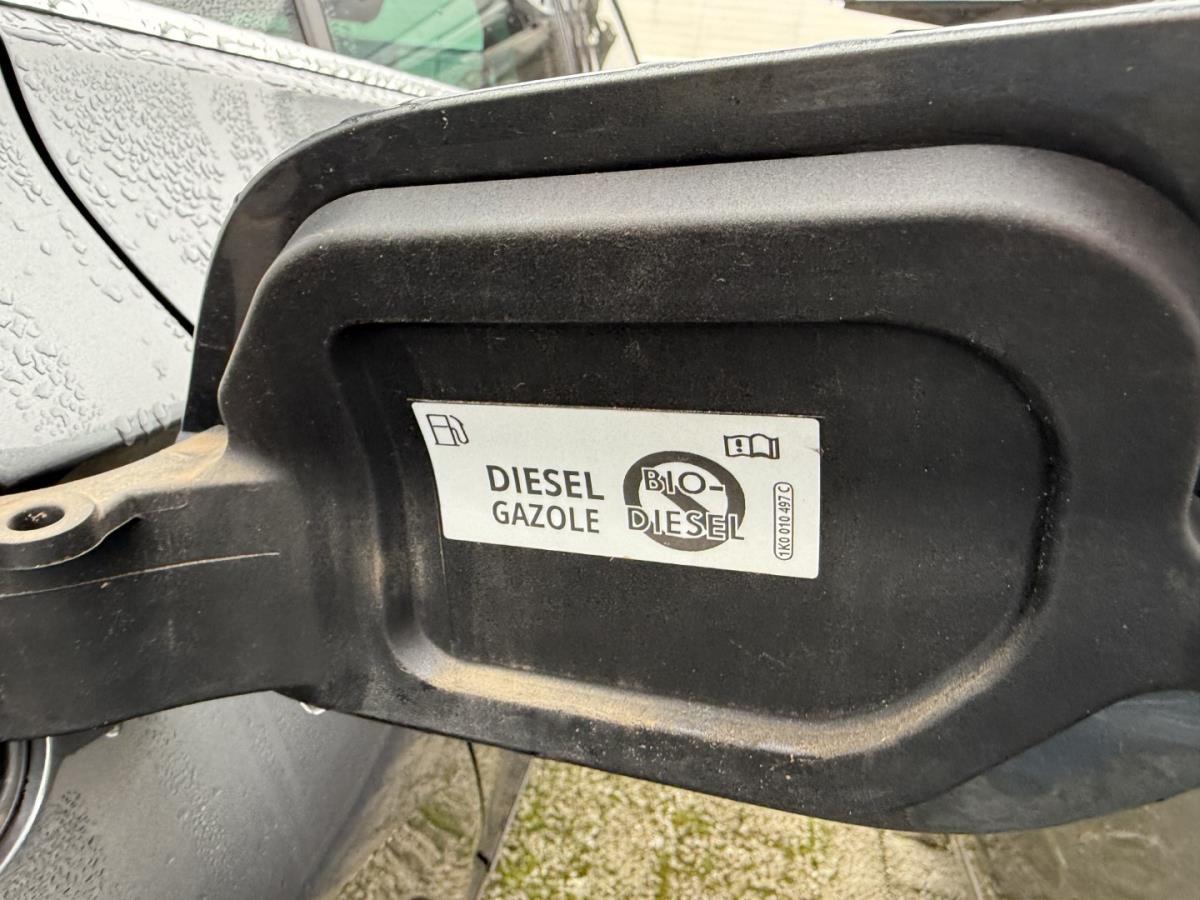 DIESEL
GAZOLE
BIO-
DIESEL
1K0 010 497 C